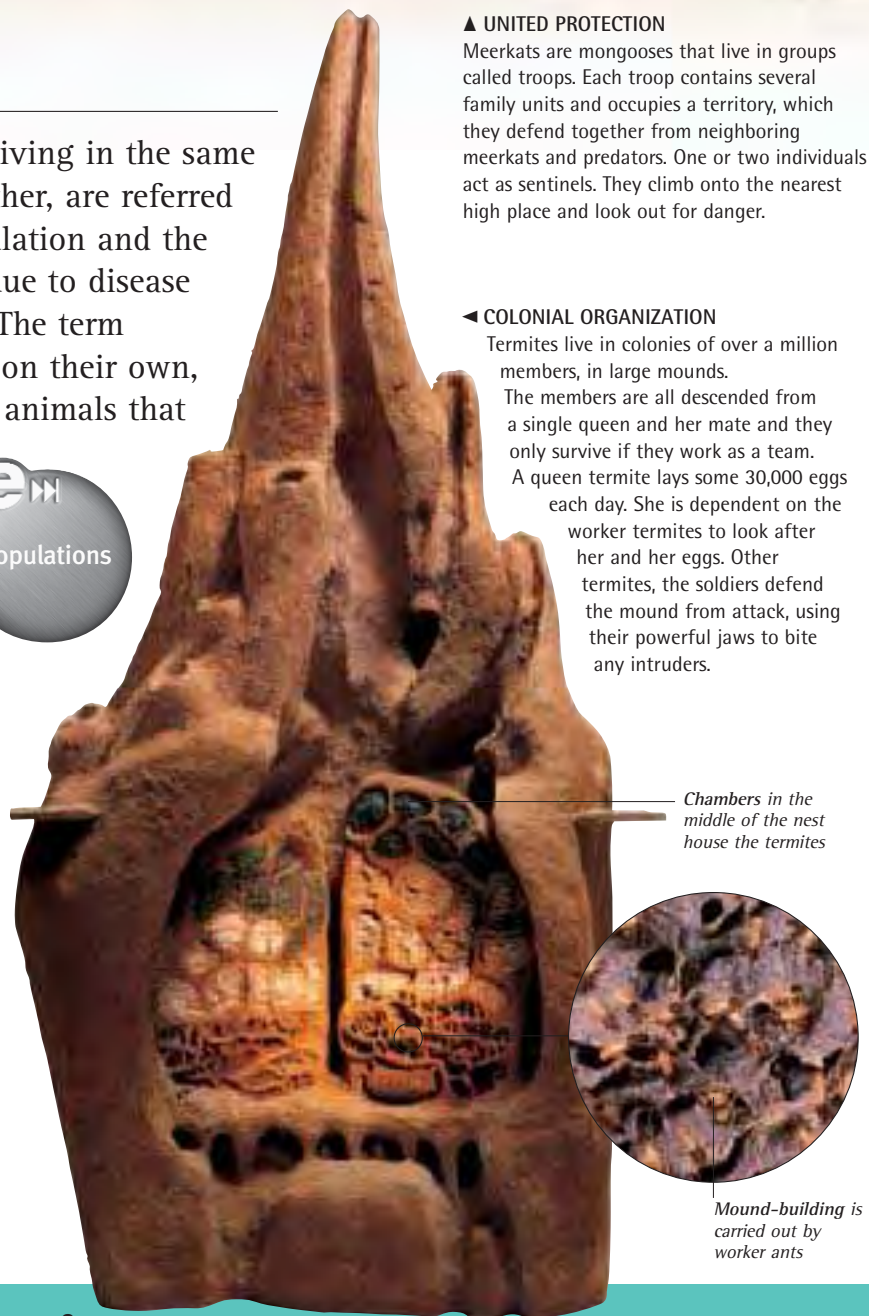 iving in the same
her, are referred
lation and the
ue to disease
The term
on their own,
animals that
e
opulations
▲ UNITED PROTECTION
Meerkats are mongooses that live in groups
called troops. Each troop contains several
family units and occupies a territory, which
they defend together from neighboring
meerkats and predators. One or two individuals
act as sentinels. They climb onto the nearest
high place and look out for danger.
◄ COLONIAL ORGANIZATION
Termites live in colonies of over a million
members, in large mounds.
The members are all descended from
a single queen and her mate and they
only survive if they work as a team.
A queen termite lays some 30,000 eggs
each day. She is dependent on the
worker termites to look after
her and her eggs. Other
termites, the soldiers defend
the mound from attack, using
their powerful jaws to bite
any intruders.
Chambers in the
middle of the nest
house the termites
Mound-building is
carried out by
worker ants